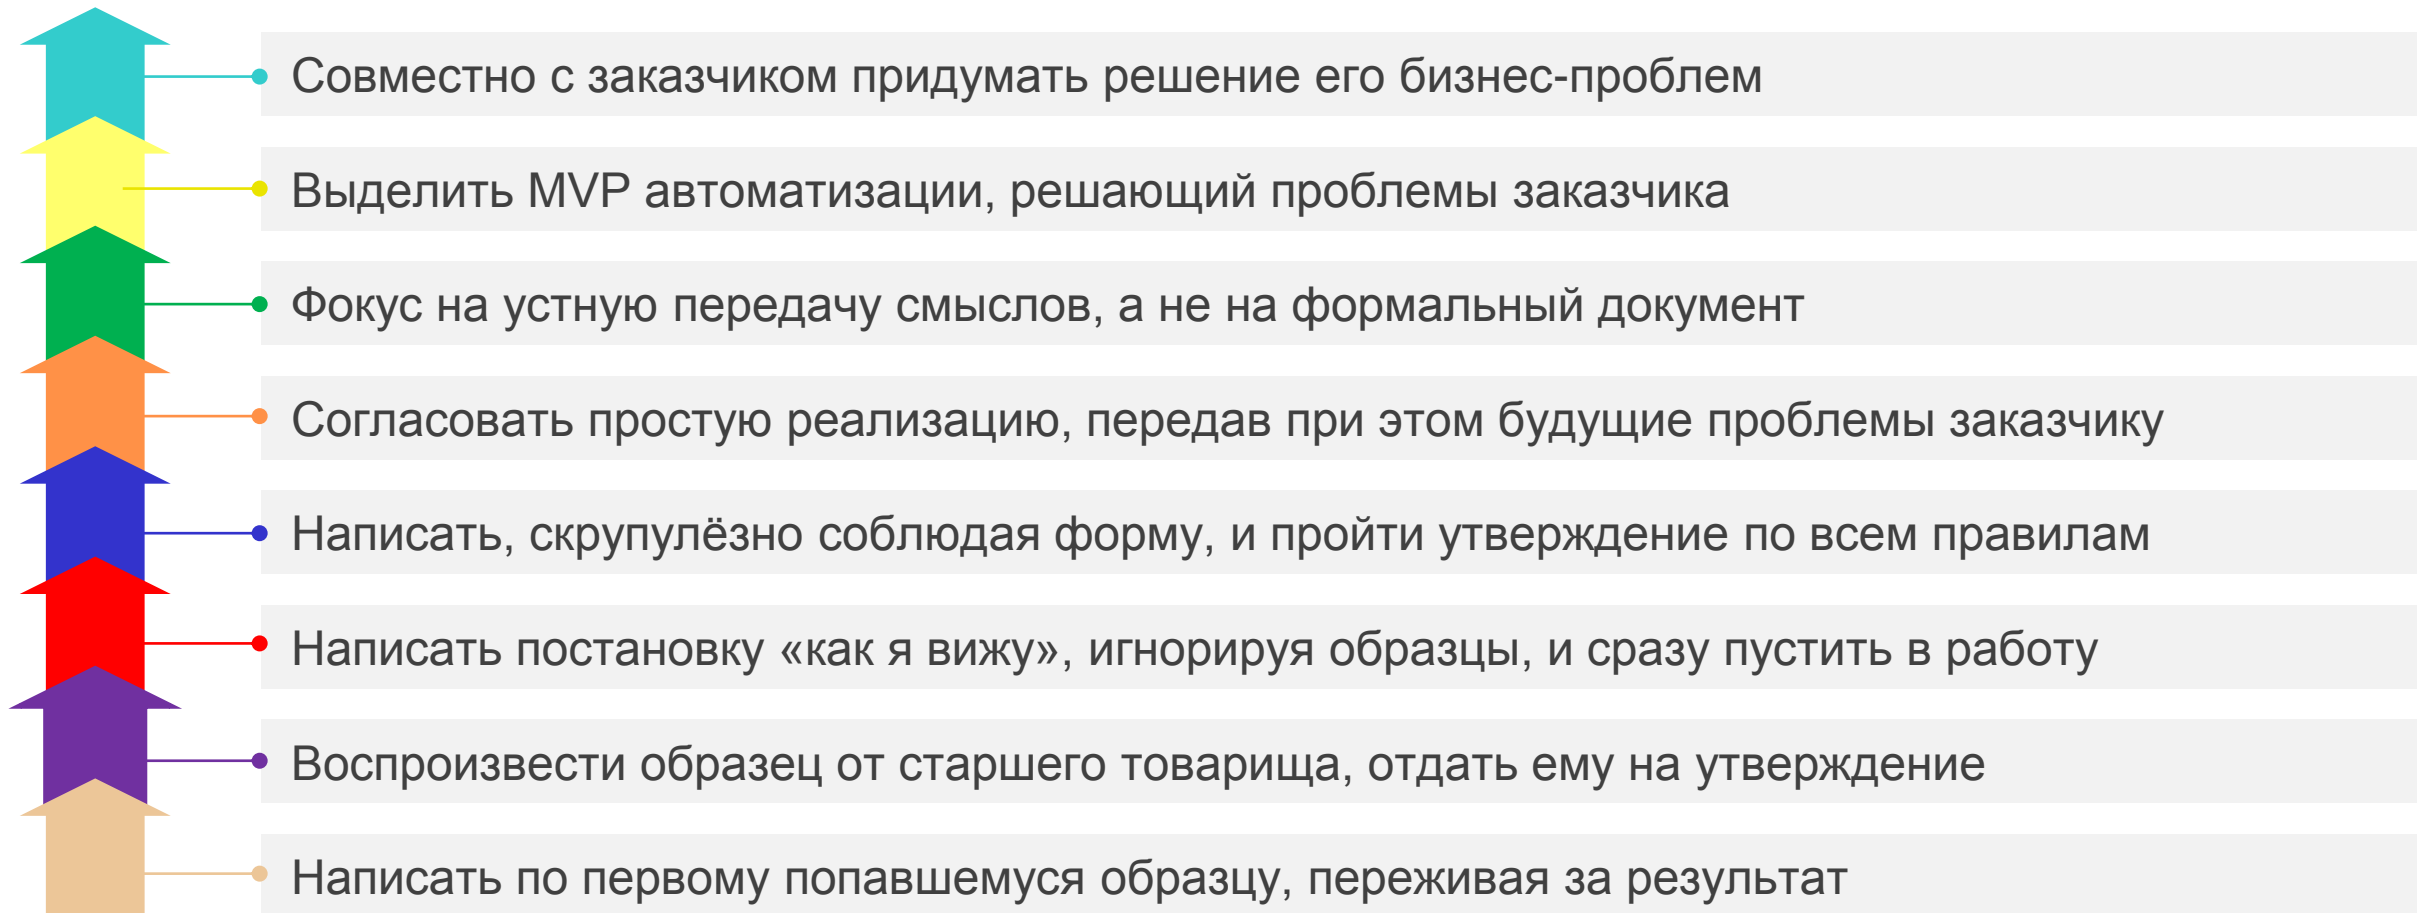 Совместно с заказчиком придумать решение его бизнес-проблем
Выделить MVP автоматизации, решающий проблемы заказчика
Фокус на устную передачу смыслов, а не на формальный документ
Согласовать простую реализацию, передав при этом будущие проблемы заказчику
Написать, скрупулёзно соблюдая форму, и пройти утверждение по всем правилам
Написать постановку «как я вижу», игнорируя образцы, и сразу пустить в работу
Воспроизвести образец от старшего товарища, отдать ему на утверждение
Написать по первому попавшемуся образцу, переживая за результат